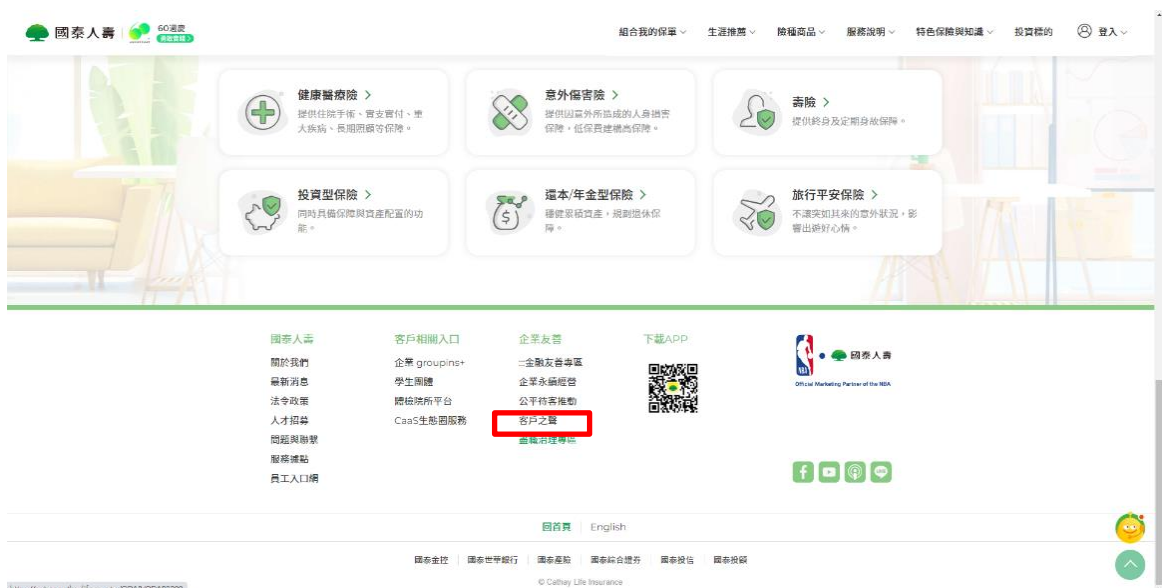 國泰人壽
60週慶
組合我的保單
生涯推薦
險種商品
服務說明
特色保險與知識
投資標的
登入
健康醫療險
提供住院手術、實支實付、重
大疾病、長期照顧等保障。
意外傷害險
提供因意外所造成的人身損害
保障，低保費建構高保障。
壽險
提供終身及定期身故保障。
投資型保險
同時具備保障與資產配置的功
能。
還本/年金型保險
穩健累積資產，規劃退休保
障。
旅行平安保險
不讓突如其來的意外狀況，影
響出遊好心情。
國泰人壽
關於我們
最新消息
法令政策
人才招募
問題與聯繫
服務據點
員工入口網
客戶相關入口
企業 groupins+
學生團體
體檢院所平台
CaaS生態圈服務
企業友善
:::金融友善專區
企業永續經營
公平待客推動
客戶之聲
盡職治理專區
下載APP
NBA
國泰人壽
Official Marketing Partner of the NBA
回首頁
English
國泰金控
國泰世華銀行
國泰產險
國泰綜合證券
國泰投信
國泰投顧
© Cathay Life Insurance